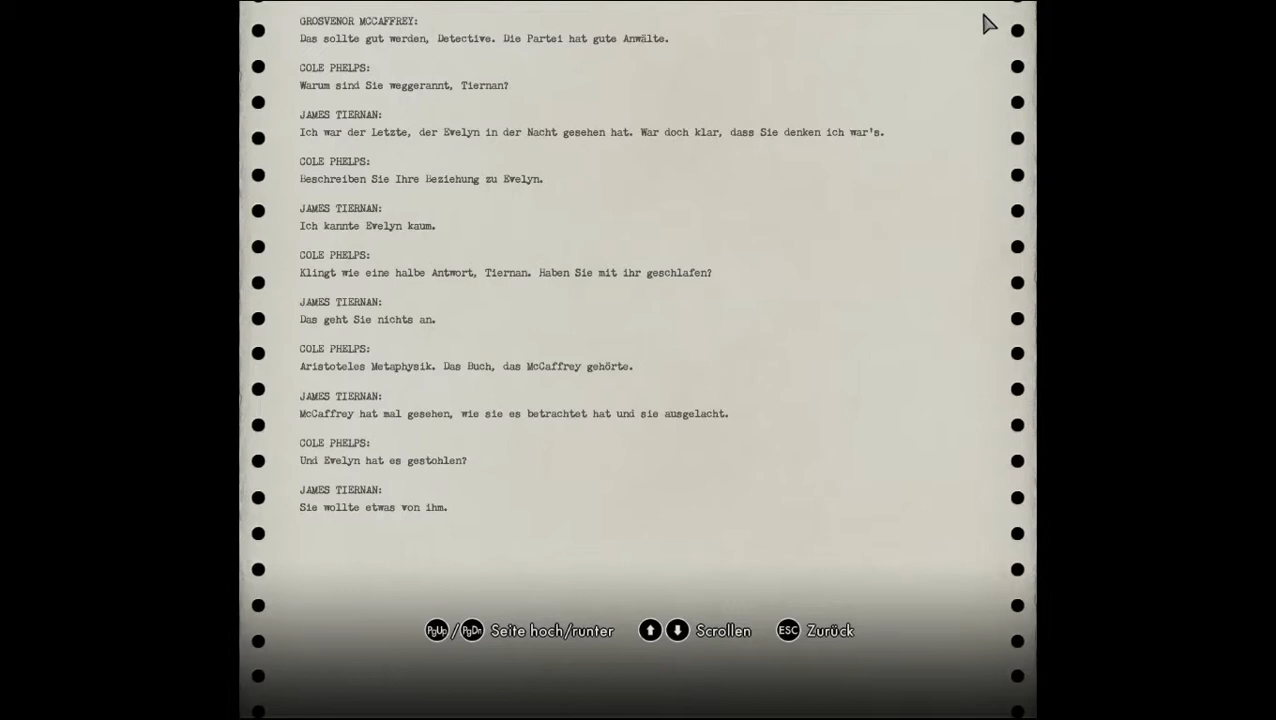 GROSVENOR MCCAFFREY:
Das sollte gut werden, Detective. Die Partei hat gute Anwälte.
COLE PHELPS:
Warum sind Sie weggerannt, Tiernan?
JAMES TIERNAN:
Ich war der Letzte, der Evelyn in der Nacht gesehen hat. War doch klar, dass Sie denken ich war's.
COLE PHELPS:
Beschreiben Sie Ihre Beziehung zu Evelyn.
JAMES TIERNAN:
Ich kannte Evelyn kaum.
COLE PHELPS:
Klingt wie eine halbe Antwort, Tiernan. Haben Sie mit ihr geschlafen?
JAMES TIERNAN:
Das geht Sie nichts an.
COLE PHELPS:
Aristoteles Metaphysik. Das Buch, das McCaffrey gehörte.
JAMES TIERNAN:
McCaffrey hat mal gesehen, wie sie es betrachtet hat und sie ausgelacht.
COLE PHELPS:
Und Evelyn hat es gestohlen?
JAMES TIERNAN:
Sie wollte etwas von ihm.
PgUp/PgDn Seite hoch/runter ↑ ↓ Scrollen ESC Zurück